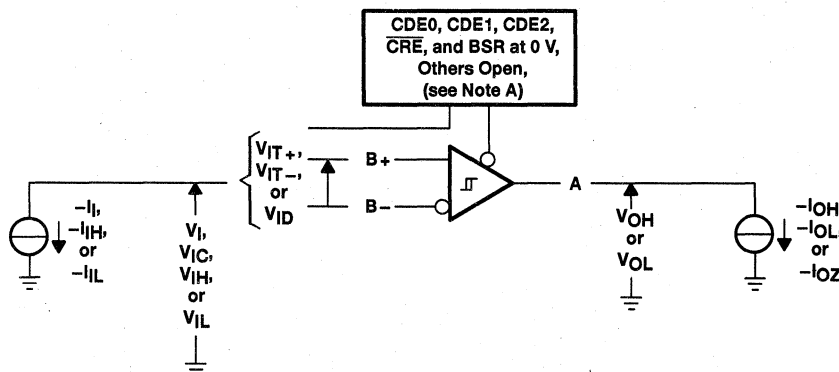 CDE0, CDE1, CDE2,
CRE, and BSR at 0 V,
Others Open,
(see Note A)
VIT+,
VIT−,
or
VID
B+
B−
A
−II,
−IIH,
or
−IIL
VI,
VIC,
VIH,
or
VIL
VOH
or
VOL
−IOH,
−IOL,
or
−IOZ